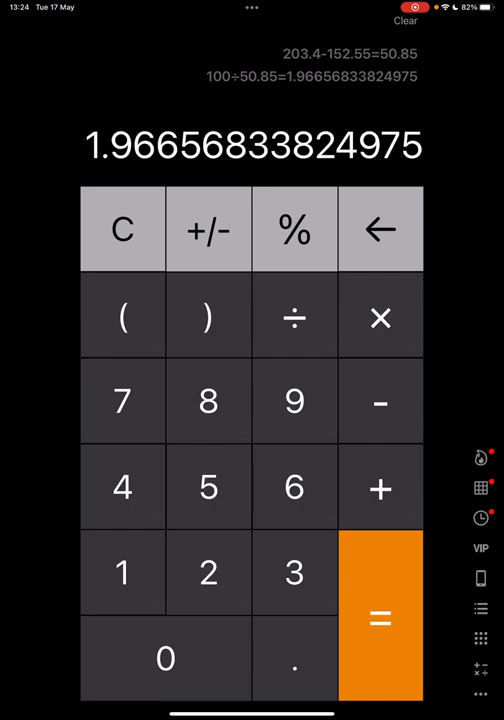 13:24 Tue 17 May 82%
Clear
203.4-152.55=50.85
100÷50.85=1.96656833824975
1.96656833824975
C +/- % ←
( ) ÷ ×
7 8 9 -
4 5 6 +
1 2 3 =
0 .
VIP